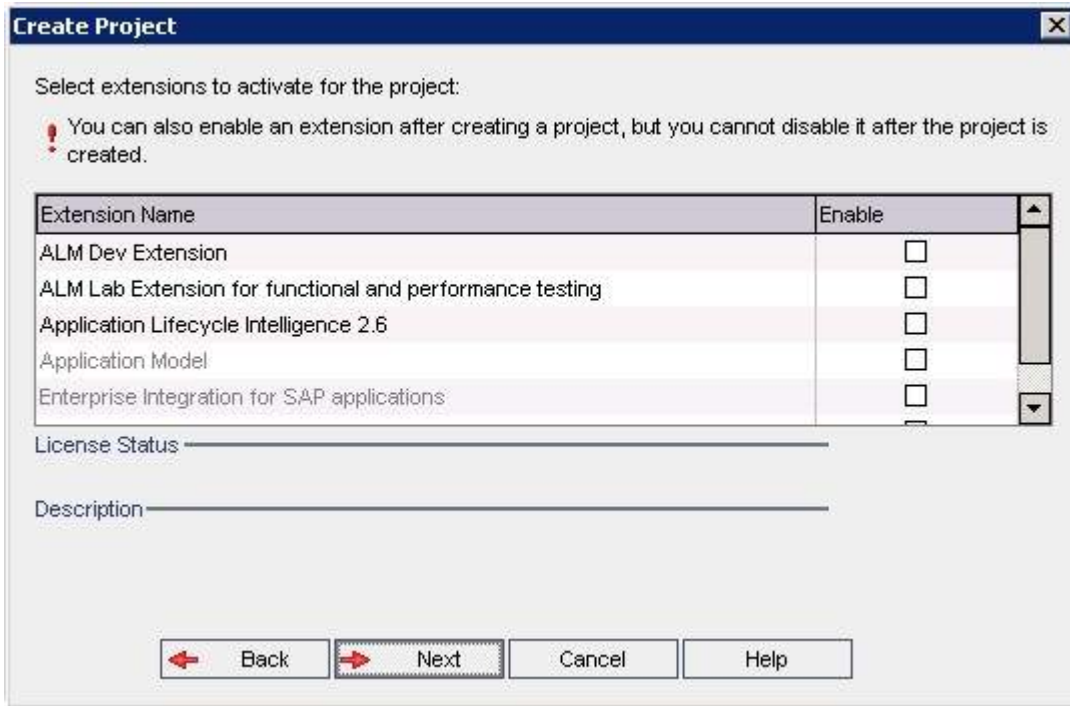 Create Project
Select extensions to activate for the project:
You can also enable an extension after creating a project, but you cannot disable it after the project is
created.
Extension Name Enable
ALM Dev Extension
ALM Lab Extension for functional and performance testing
Application Lifecycle Intelligence 2.6
Application Model
Enterprise Integration for SAP applications
License Status
Description
Back Next Cancel Help